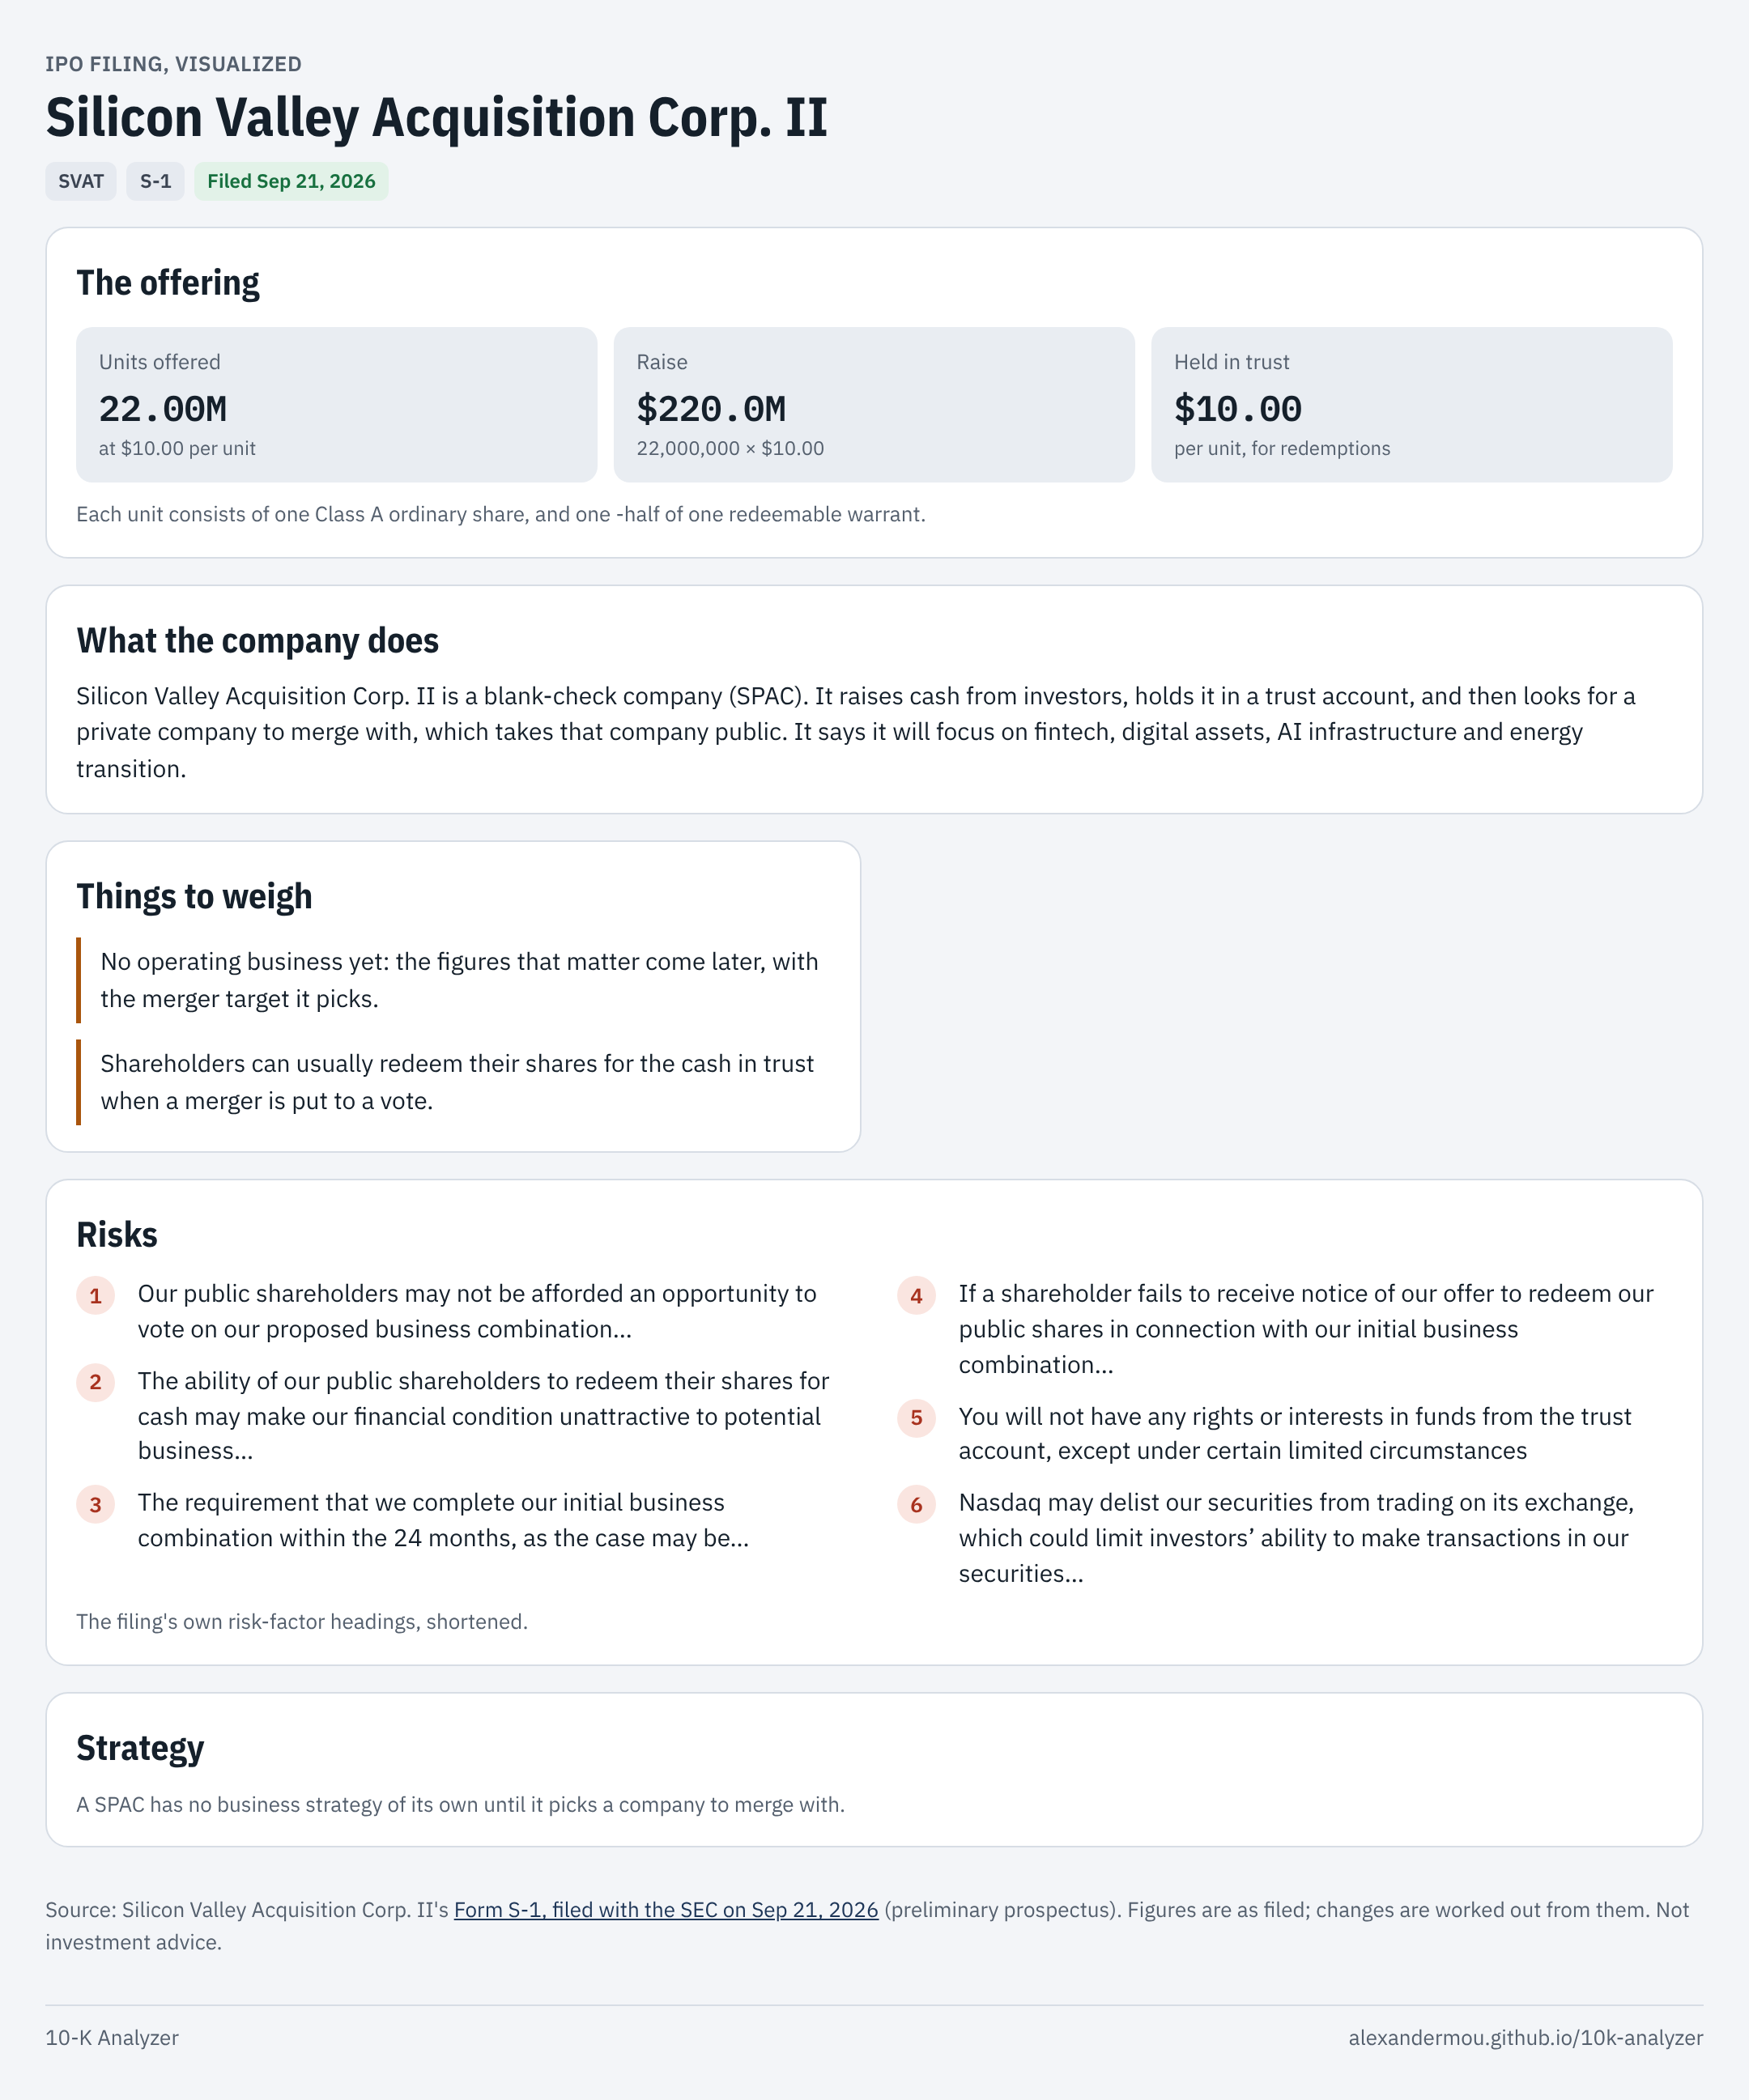 IPO FILING, VISUALIZED
Silicon Valley Acquisition Corp. II
SVAT
S-1
Filed Sep 21, 2026
The offering
Units offered
22.00M
at $10.00 per unit
Raise
$220.0M
22,000,000 × $10.00
Held in trust
$10.00
per unit, for redemptions
Each unit consists of one Class A ordinary share, and one -half of one redeemable warrant.
What the company does
Silicon Valley Acquisition Corp. II is a blank-check company (SPAC). It raises cash from investors, holds it in a trust account, and then looks for a
private company to merge with, which takes that company public. It says it will focus on fintech, digital assets, AI infrastructure and energy
transition.
Things to weigh
No operating business yet: the figures that matter come later, with
the merger target it picks.
Shareholders can usually redeem their shares for the cash in trust
when a merger is put to a vote.
Risks
1
Our public shareholders may not be afforded an opportunity to
vote on our proposed business combination...
2
The ability of our public shareholders to redeem their shares for
cash may make our financial condition unattractive to potential
business...
3
The requirement that we complete our initial business
combination within the 24 months, as the case may be...
4
If a shareholder fails to receive notice of our offer to redeem our
public shares in connection with our initial business
combination...
5
You will not have any rights or interests in funds from the trust
account, except under certain limited circumstances
6
Nasdaq may delist our securities from trading on its exchange,
which could limit investors’ ability to make transactions in our
securities...
The filing's own risk-factor headings, shortened.
Strategy
A SPAC has no business strategy of its own until it picks a company to merge with.
Source: Silicon Valley Acquisition Corp. II's Form S-1, filed with the SEC on Sep 21, 2026 (preliminary prospectus). Figures are as filed; changes are worked out from them. Not
investment advice.
10-K Analyzer
alexandermou.github.io/10k-analyzer